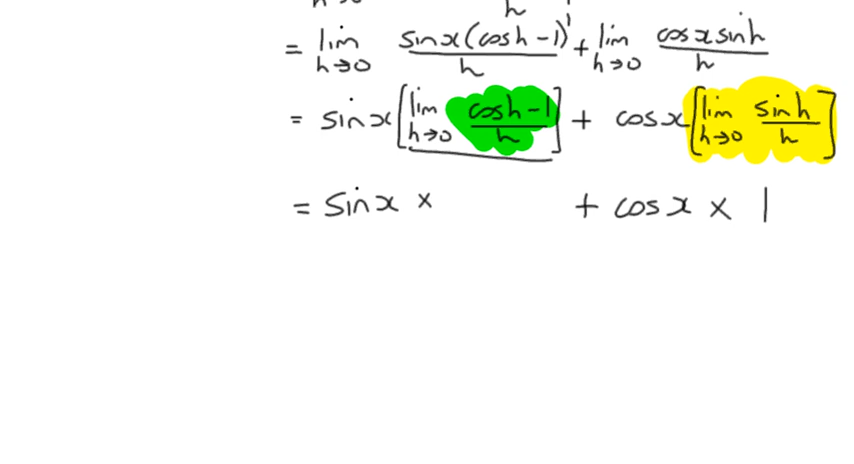 h→0 h
= lim h→0 sinx(cosh-1)/h + lim h→0 cosx sinh/h
= sinx[lim h→0 cosh-1/h] + cosx[lim h→0 sinh/h]
= sinx × + cosx × 1